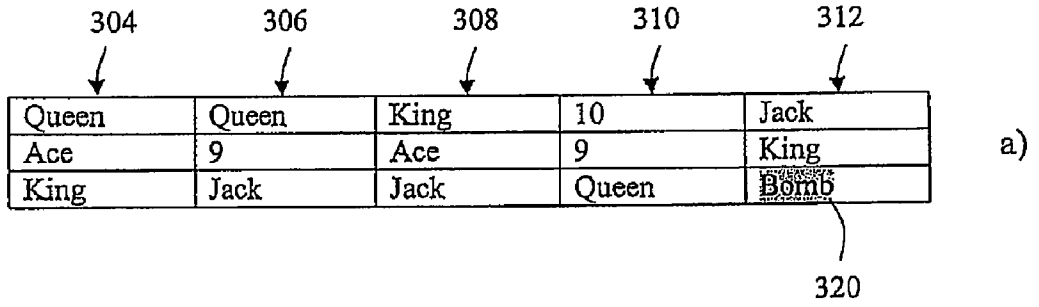 304 306 308 310 312
Queen Queen King 10 Jack
Ace 9 Ace 9 King a)
King Jack Jack Queen Bomb
320